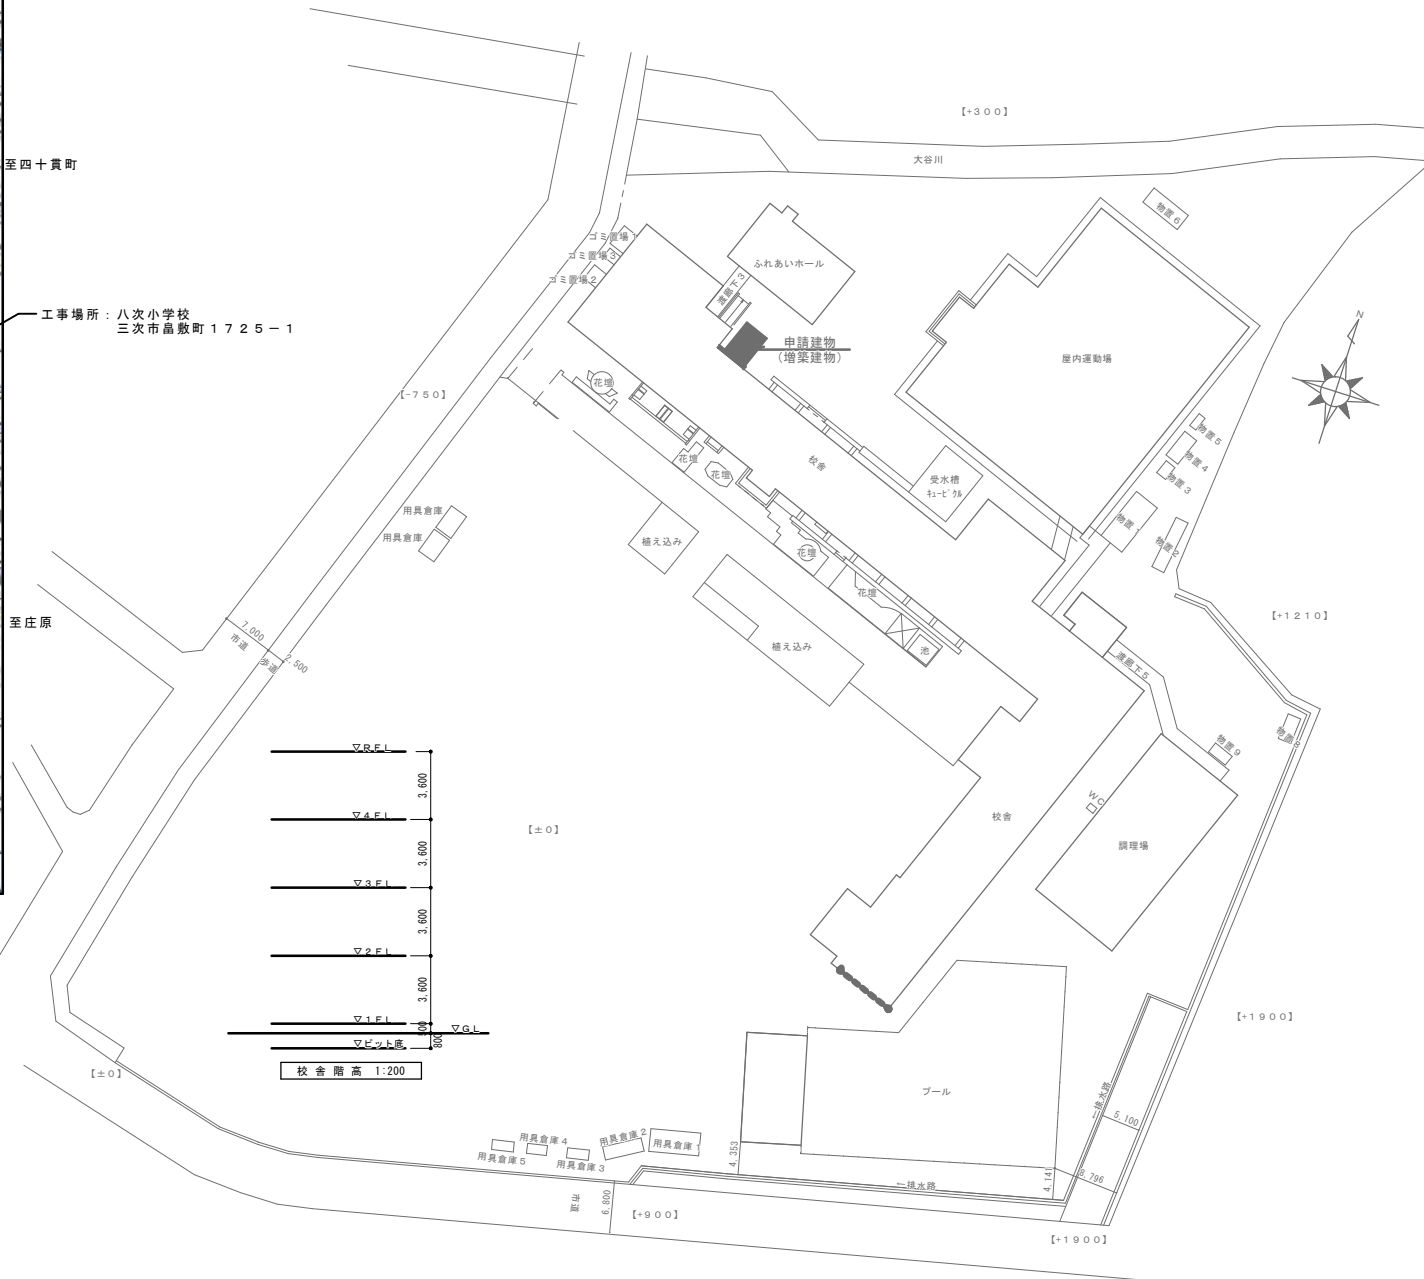 【+３００】
大谷川
至四十貫町
物置６
ゴミ置場１
ゴミ置場３
ゴミ置場２
ふれあいホール
渡廊下３
工事場所：八次小学校
三次市畠敷町１７２５－１
申請建物
（増築建物）
屋内運動場
N
【-７５０】
花壇
物置５
物置４
物置３
花壇
花壇
校舎
受水槽
ｷｭｰﾋﾞｸﾙ
用具倉庫
用具倉庫
植え込み
物置１
物置２
花壇
花壇
至庄原
7,000
市道
2,500
歩道
植え込み
池
渡廊下５
【+１２１０】
物置９
物置８
▽ＲＦＬ
3,600
▽４ＦＬ
3,600
▽３ＦＬ
3,600
▽２ＦＬ
3,600
▽１ＦＬ
▽ＧＬ
800
▽ピット底
校舎階高 1:200
【±０】
ＷＣ
校舎
調理場
【+１９００】
【±０】
プール
←排水路
5,100
8,796
用具倉庫５
用具倉庫４
用具倉庫３
用具倉庫２
用具倉庫１
4,353
4,141
←排水路
市道
6,800
【+９００】
【+１９００】